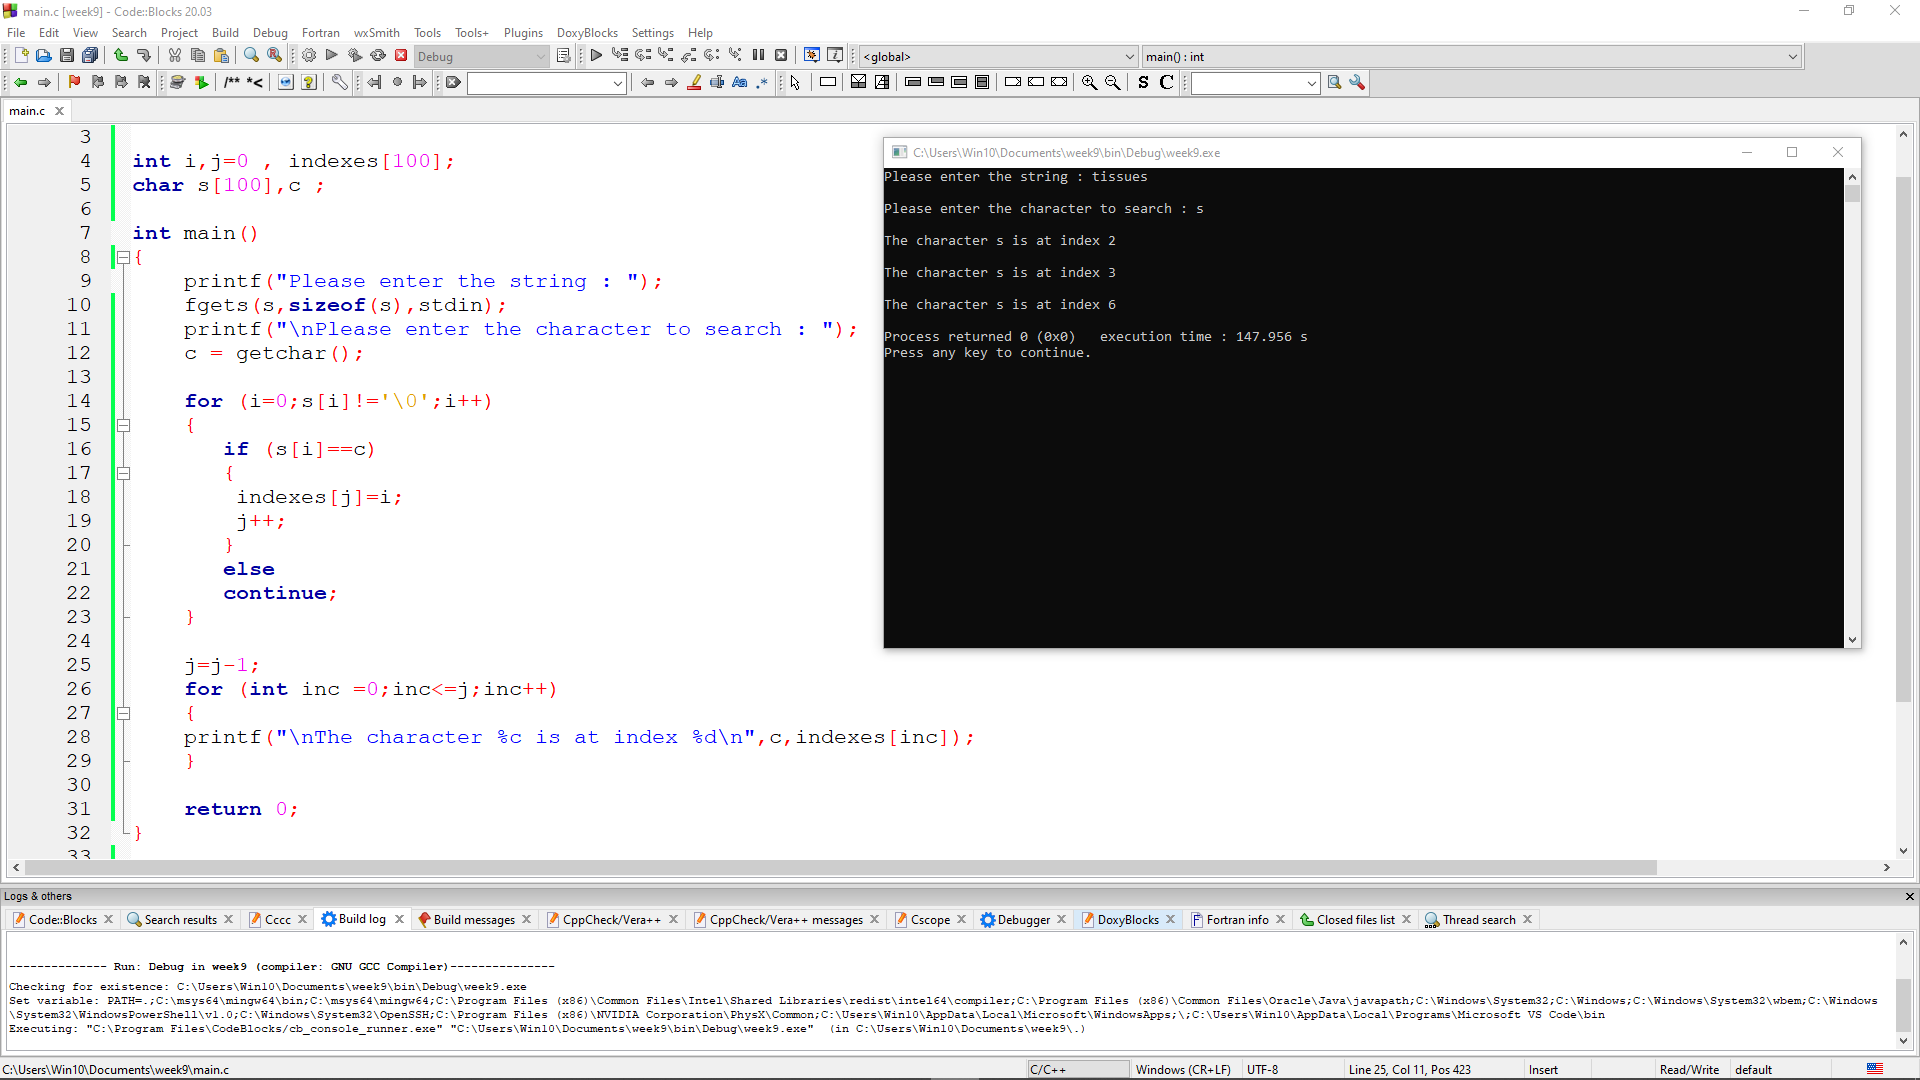 main.c [week9] - Code::Blocks 20.03
File Edit View Search Project Build Debug Fortran wxSmith Tools Tools+ Plugins DoxyBlocks Settings Help
Debug <global> main() : int
/** *< Aa .* S C
main.c
3
4 int i,j=0 , indexes[100];
5 char s[100],c ;
6
7 int main()
8 {
9 printf("Please enter the string : ");
10 fgets(s,sizeof(s),stdin);
11 printf("\nPlease enter the character to search : ");
12 c = getchar();
13
14 for (i=0;s[i]!='\0';i++)
15 {
16 if (s[i]==c)
17 {
18 indexes[j]=i;
19 j++;
20 }
21 else
22 continue;
23 }
24
25 j=j-1;
26 for (int inc =0;inc<=j;inc++)
27 {
28 printf("\nThe character %c is at index %d\n",c,indexes[inc]);
29 }
30
31 return 0;
32 }
33
C:\Users\Win10\Documents\week9\bin\Debug\week9.exe
Please enter the string : tissues
Please enter the character to search : s
The character s is at index 2
The character s is at index 3
The character s is at index 6
Process returned 0 (0x0) execution time : 147.956 s
Press any key to continue.
Logs & others
Code::Blocks Search results Cccc Build log Build messages CppCheck/Vera++ CppCheck/Vera++ messages Cscope Debugger DoxyBlocks Fortran info Closed files list Thread search
-------------- Run: Debug in week9 (compiler: GNU GCC Compiler)---------------
Checking for existence: C:\Users\Win10\Documents\week9\bin\Debug\week9.exe
Set variable: PATH=.;C:\msys64\mingw64\bin;C:\msys64\mingw64;C:\Program Files (x86)\Common Files\Intel\Shared Libraries\redist\intel64\compiler;C:\Program Files (x86)\Common Files\Oracle\Java\javapath;C:\Windows\System32;C:\Windows;C:\Windows\System32\wbem;C:\Windows
\System32\WindowsPowerShell\v1.0;C:\Windows\System32\OpenSSH;C:\Program Files (x86)\NVIDIA Corporation\PhysX\Common;C:\Users\Win10\AppData\Local\Microsoft\WindowsApps;\;C:\Users\Win10\AppData\Local\Programs\Microsoft VS Code\bin
Executing: "C:\Program Files\CodeBlocks/cb_console_runner.exe" "C:\Users\Win10\Documents\week9\bin\Debug\week9.exe" (in C:\Users\Win10\Documents\week9\.)
C:\Users\Win10\Documents\week9\main.c C/C++ Windows (CR+LF) UTF-8 Line 25, Col 11, Pos 423 Insert Read/Write default